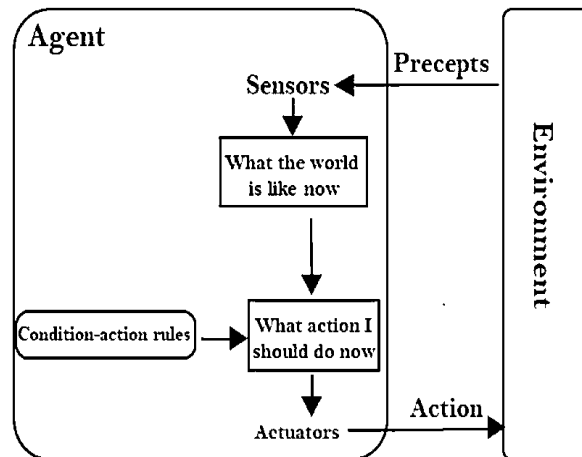 Agent
Precepts
Sensors
What the world
is like now
Environment
Condition-action rules
What action I
should do now
Actuators
Action